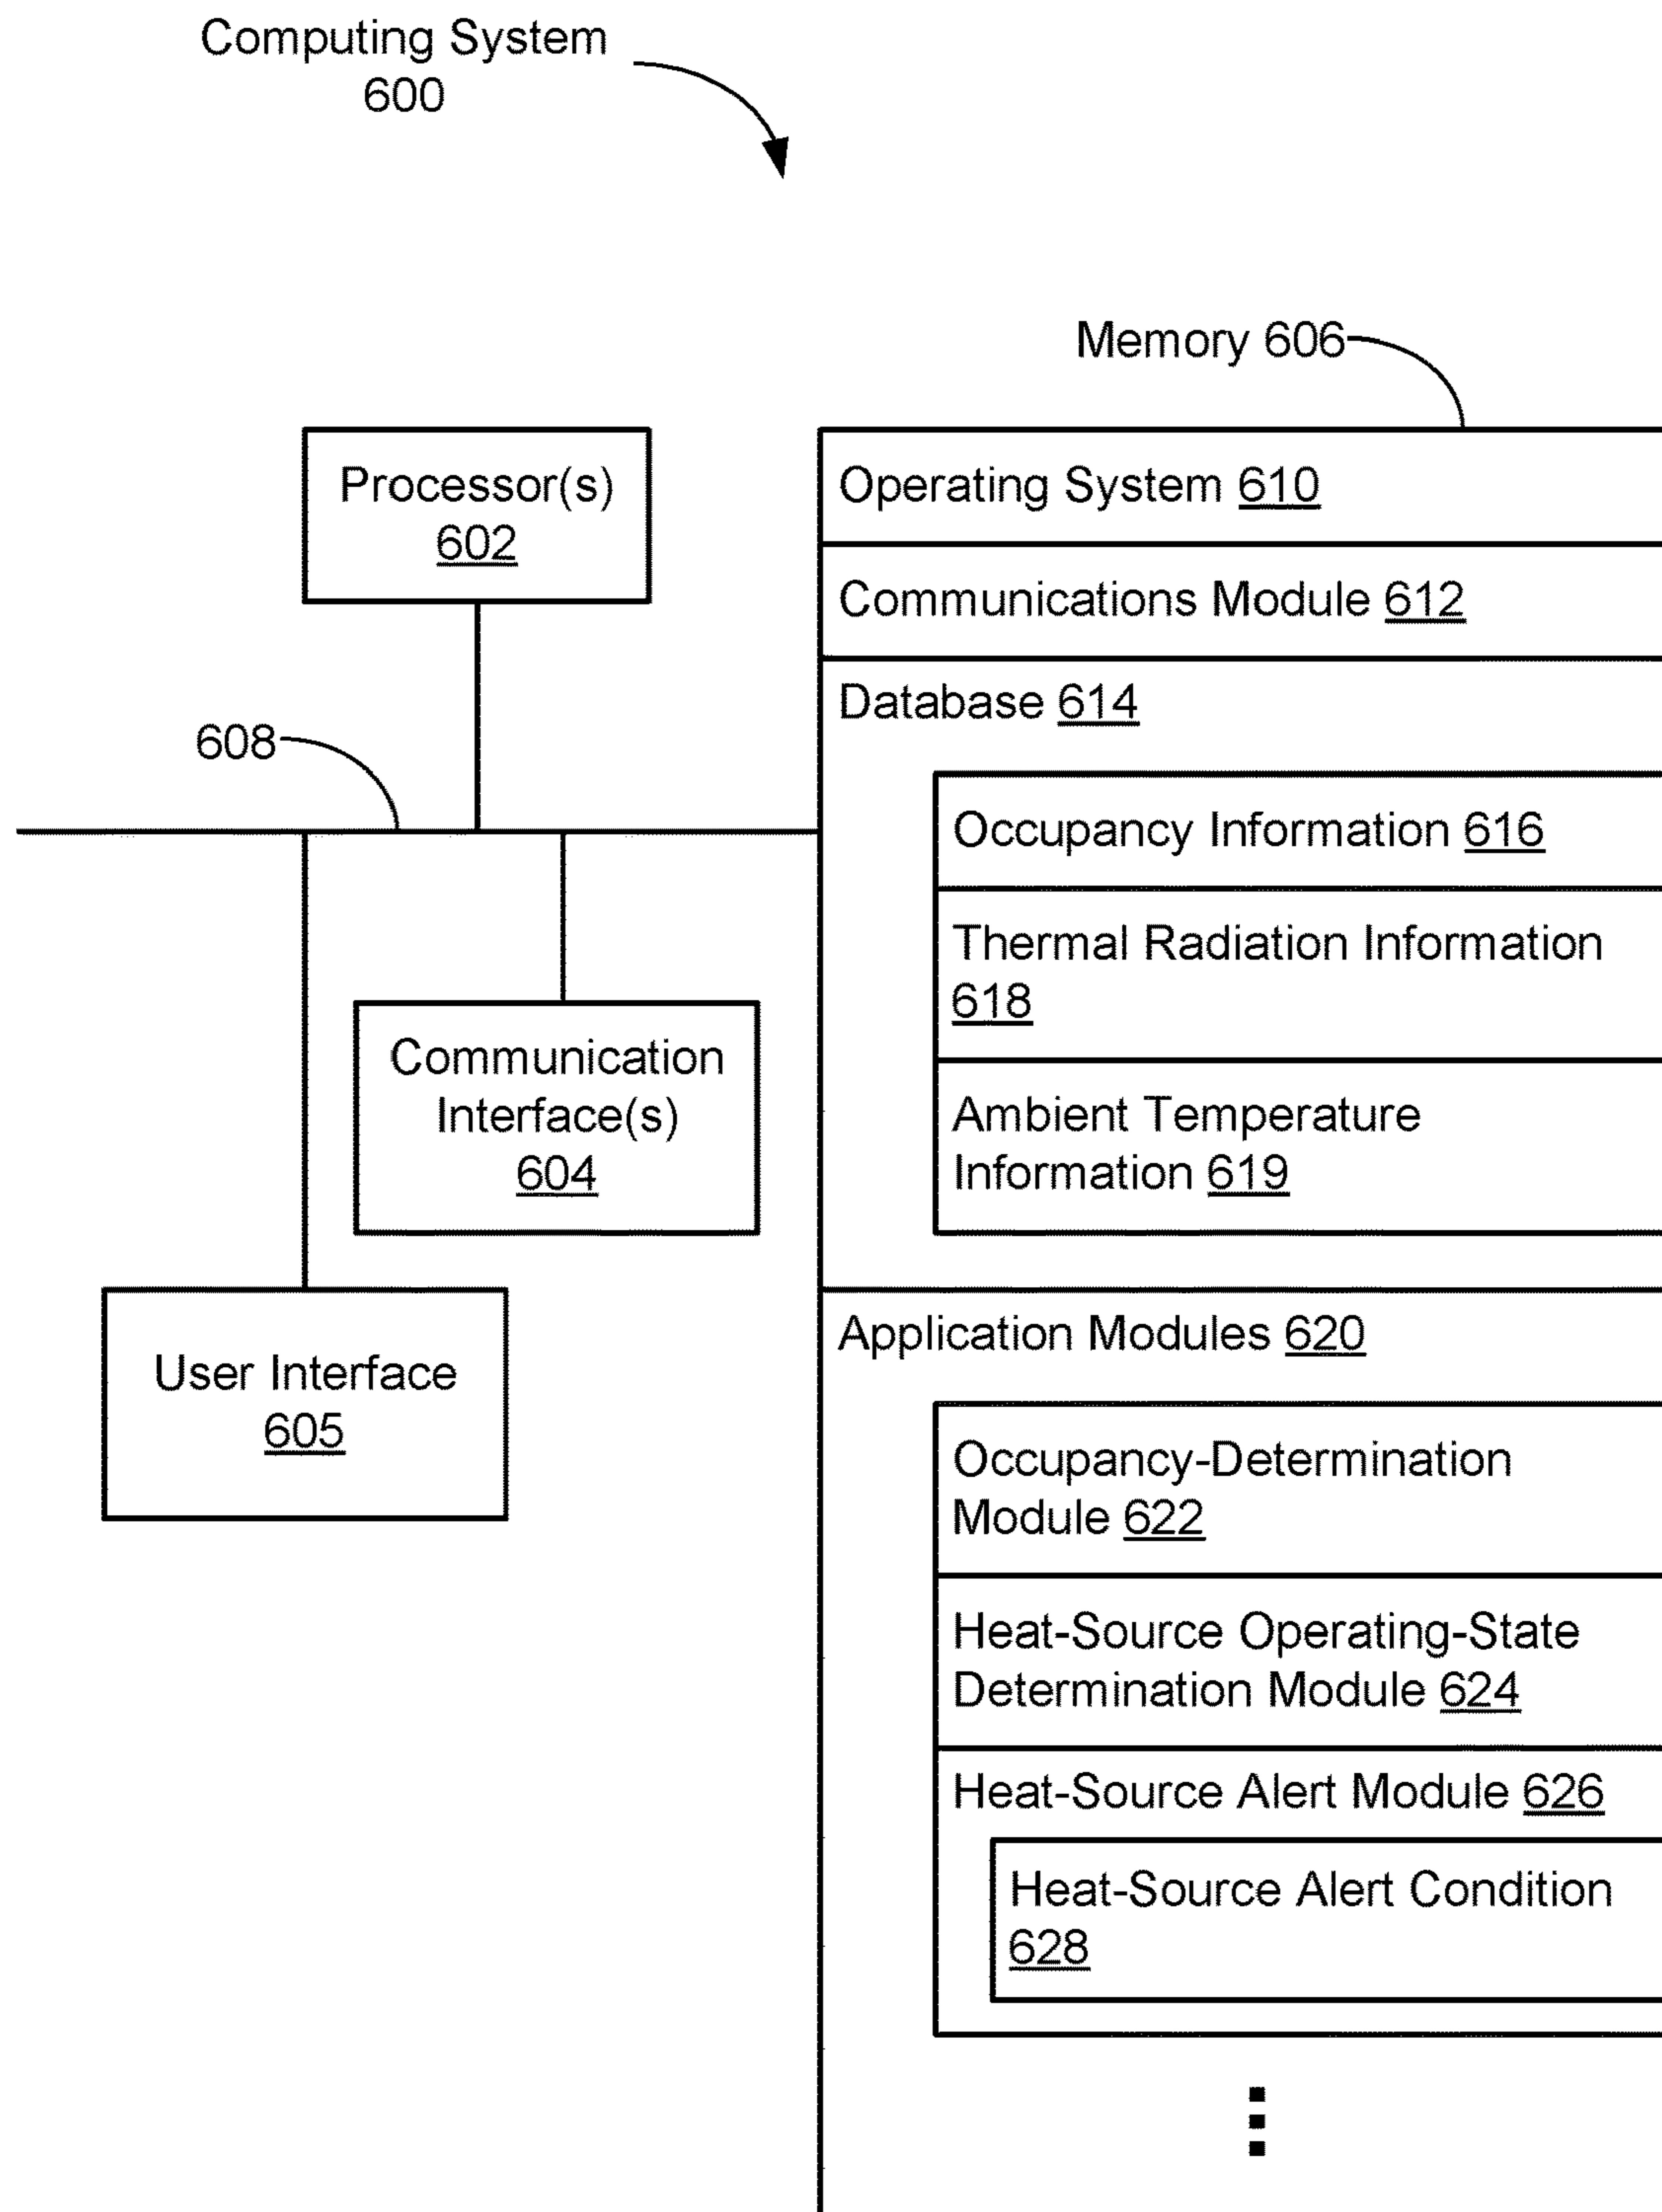 Computing System
600
Memory 606
Processor(s)
602
608
Communication
Interface(s)
604
User Interface
605
Operating System 610
Communications Module 612
Database 614
Occupancy Information 616
Thermal Radiation Information
618
Ambient Temperature
Information 619
Application Modules 620
Occupancy-Determination
Module 622
Heat-Source Operating-State
Determination Module 624
Heat-Source Alert Module 626
Heat-Source Alert Condition
628